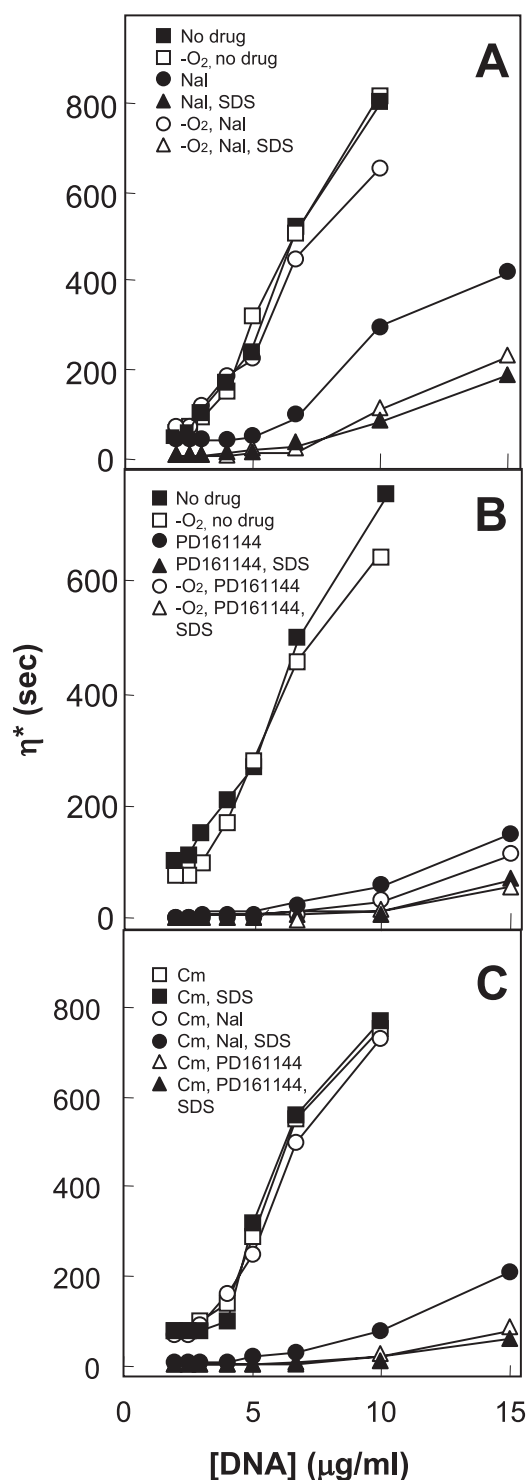 A
No drug
-O2, no drug
Nal
Nal, SDS
-O2, Nal
-O2, Nal, SDS
800
600
400
200
0
B
No drug
-O2, no drug
PD161144
PD161144, SDS
-O2, PD161144
-O2, PD161144,
SDS
600
400
200
0
η* (sec)
C
Cm
Cm, SDS
Cm, Nal
Cm, Nal, SDS
Cm, PD161144
Cm, PD161144,
SDS
800
600
400
200
0
0 5 10 15
[DNA] (μg/ml)